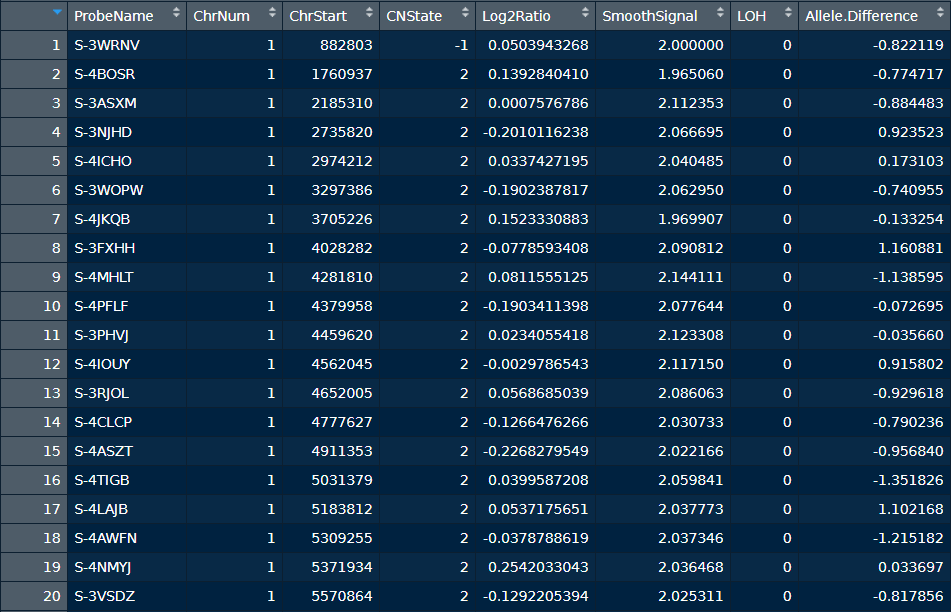 ProbeName ChrNum ChrStart CNState Log2Ratio SmoothSignal LOH Allele.Difference
1 S-3WRNV 1 882803 -1 0.0503943268 2.000000 0 -0.822119
2 S-4BOSR 1 1760937 2 0.1392840410 1.965060 0 -0.774717
3 S-3ASXM 1 2185310 2 0.0007576786 2.112353 0 -0.884483
4 S-3NJHD 1 2735820 2 -0.2010116238 2.066695 0 0.923523
5 S-4ICHO 1 2974212 2 0.0337427195 2.040485 0 0.173103
6 S-3WOPW 1 3297386 2 -0.1902387817 2.062950 0 -0.740955
7 S-4JKQB 1 3705226 2 0.1523330883 1.969907 0 -0.133254
8 S-3FXHH 1 4028282 2 -0.0778593408 2.090812 0 1.160881
9 S-4MHLT 1 4281810 2 0.0811555125 2.144111 0 -1.138595
10 S-4PFLF 1 4379958 2 -0.1903411398 2.077644 0 -0.072695
11 S-3PHVJ 1 4459620 2 0.0234055418 2.123308 0 -0.035660
12 S-4IOUY 1 4562045 2 -0.0029786543 2.117150 0 0.915802
13 S-3RJOL 1 4652005 2 0.0568685039 2.086063 0 -0.929618
14 S-4CLCP 1 4777627 2 -0.1266476266 2.030733 0 -0.790236
15 S-4ASZT 1 4911353 2 -0.2268279549 2.022166 0 -0.956840
16 S-4TIGB 1 5031379 2 0.0399587208 2.059841 0 -1.351826
17 S-4LAJB 1 5183812 2 0.0537175651 2.037773 0 1.102168
18 S-4AWFN 1 5309255 2 -0.0378788619 2.037346 0 -1.215182
19 S-4NMYJ 1 5371934 2 0.2542033043 2.036468 0 0.033697
20 S-3VSDZ 1 5570864 2 -0.1292205394 2.025311 0 -0.817856